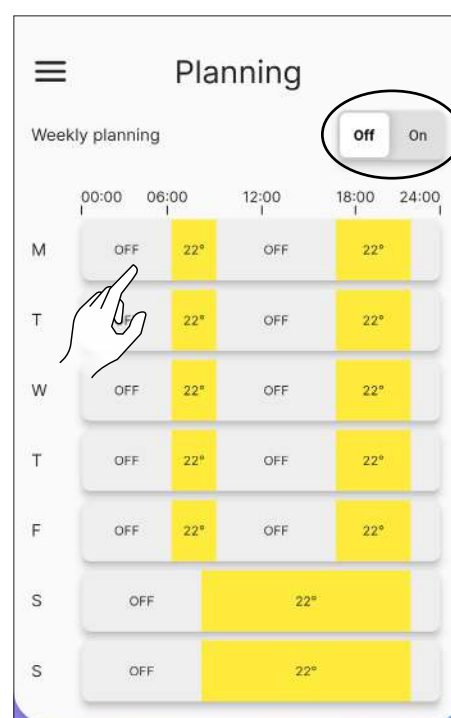 Planning
Weekly planning Off On
00:00 06:00 12:00 18:00 24:00
M OFF 22° OFF 22°
T 22° OFF 22°
W OFF 22° OFF 22°
T OFF 22° OFF 22°
F OFF 22° OFF 22°
S OFF 22°
S OFF 22°